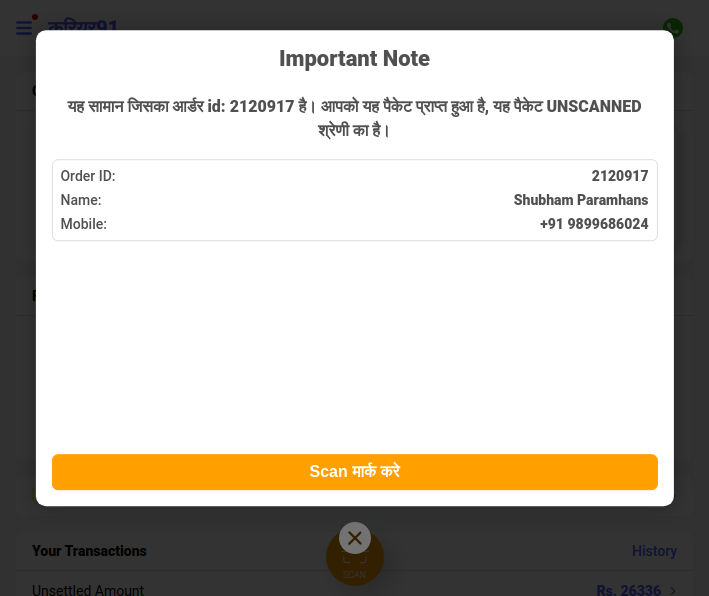 करियर91
Important Note
यह सामान जिसका आर्डर id: 2120917 है। आपको यह पैकेट प्राप्त हुआ है, यह पैकेट UNSCANNED
श्रेणी का है।
Order ID: 2120917
Name: Shubham Paramhans
Mobile: +91 9899686024
Scan मार्क करे
SCAN
Your Transactions History
Unsettled Amount Rs. 26336